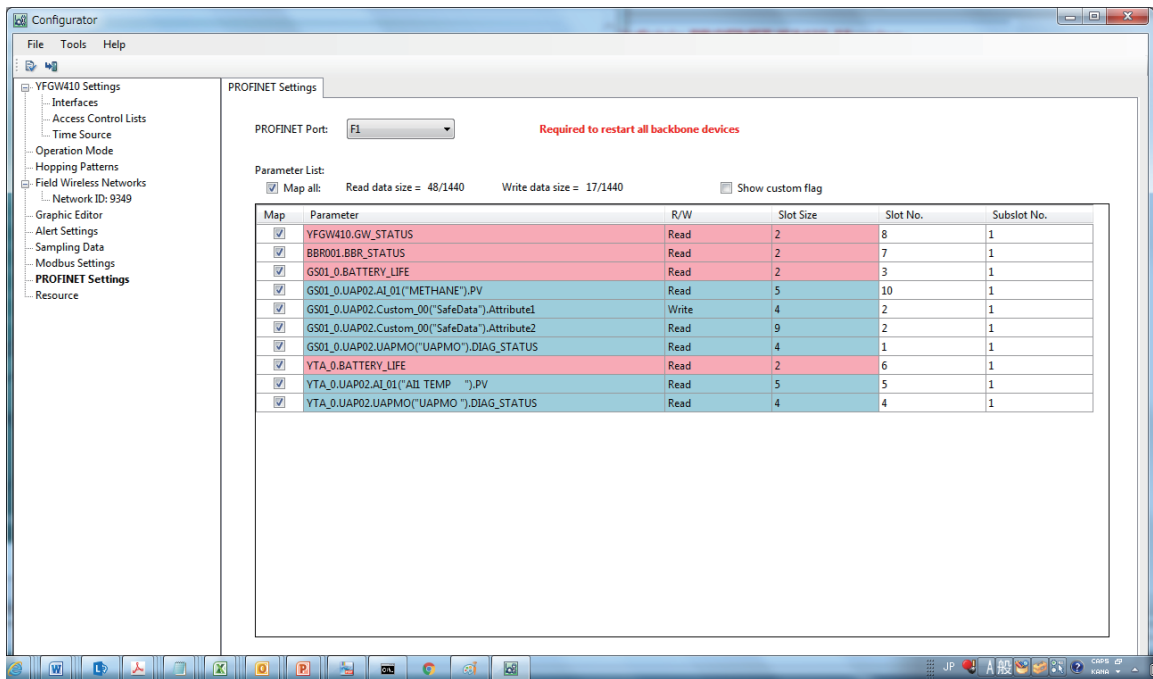 Configurator
File Tools Help
YFGW410 Settings
Interfaces
Access Control Lists
Time Source
Operation Mode
Hopping Patterns
Field Wireless Networks
Network ID: 9349
Graphic Editor
Alert Settings
Sampling Data
Modbus Settings
PROFINET Settings
Resource
PROFINET Settings
PROFINET Port: F1 Required to restart all backbone devices
Parameter List:
Map all: Read data size = 48/1440 Write data size = 17/1440 Show custom flag
Map Parameter R/W Slot Size Slot No. Subslot No.
YFGW410.GW_STATUS Read 2 8 1
BBR001.BBR_STATUS Read 2 7 1
GS01_0.BATTERY_LIFE Read 2 3 1
GS01_0.UAP02.AI_01("METHANE").PV Read 5 10 1
GS01_0.UAP02.Custom_00("SafeData").Attribute1 Write 4 2 1
GS01_0.UAP02.Custom_00("SafeData").Attribute2 Read 9 2 1
GS01_0.UAP02.UAPMO("UAPMO").DIAG_STATUS Read 4 1 1
YTA_0.BATTERY_LIFE Read 2 6 1
YTA_0.UAP02.AI_01("AI1 TEMP    ").PV Read 5 5 1
YTA_0.UAP02.UAPMO("UAPMO ").DIAG_STATUS Read 4 4 1
JP A 般 CAPS KANA